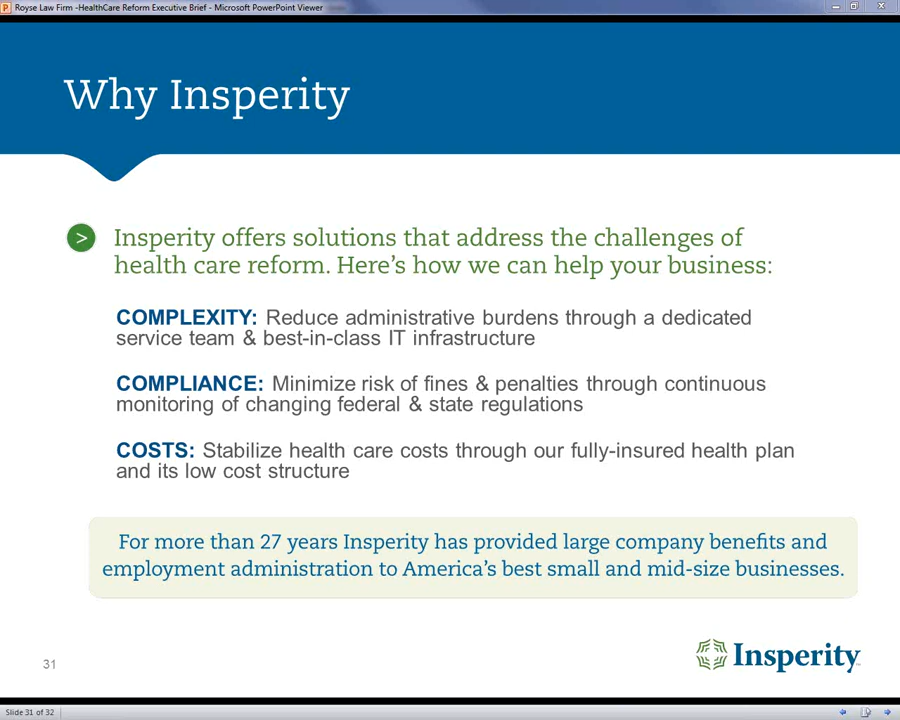 Royse Law Firm -HealthCare Reform Executive Brief - Microsoft PowerPoint Viewer
Why Insperity
> Insperity offers solutions that address the challenges of
health care reform. Here's how we can help your business:
COMPLEXITY: Reduce administrative burdens through a dedicated
service team & best-in-class IT infrastructure
COMPLIANCE: Minimize risk of fines & penalties through continuous
monitoring of changing federal & state regulations
COSTS: Stabilize health care costs through our fully-insured health plan
and its low cost structure
For more than 27 years Insperity has provided large company benefits and
employment administration to America's best small and mid-size businesses.
31
Insperity
Slide 31 of 32